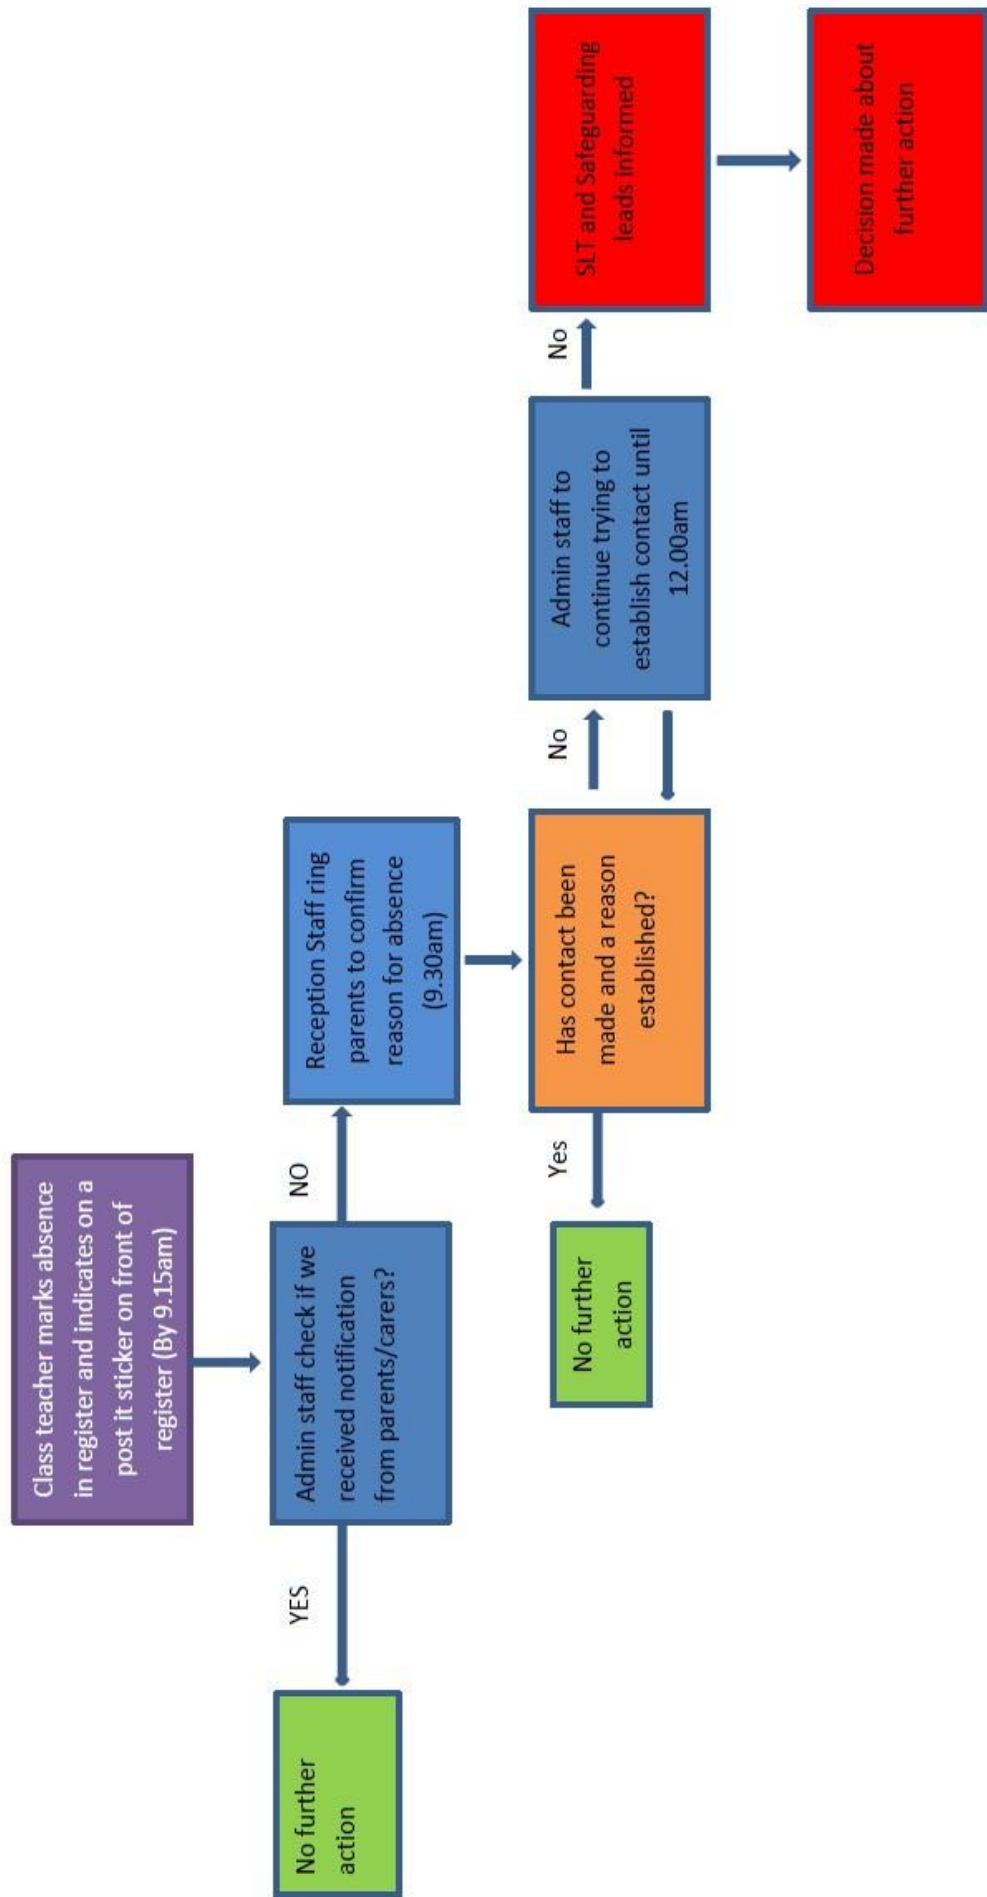 Class teacher marks absence
in register and indicates on a
post it sticker on front of
register (By 9.15am)
Admin staff check if we
received notification
from parents/carers?
YES
No further
action
NO
Reception Staff ring
parents to confirm
reason for absence
(9.30am)
Has contact been
made and a reason
established?
Yes
No further
action
No
Admin staff to
continue trying to
establish contact until
12.00am
No
SLT and Safeguarding
leads informed
Decision made about
further action